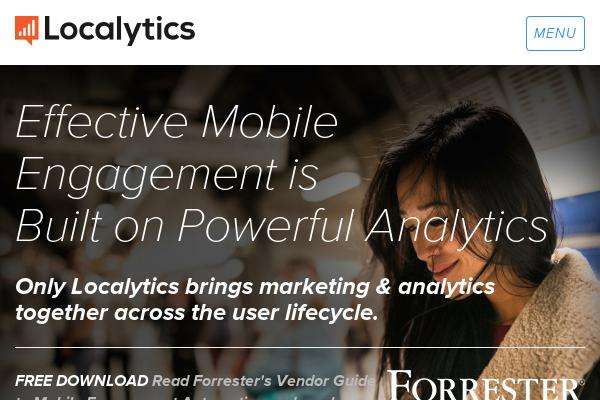 Localytics
MENU
Effective Mobile
Engagement is
Built on Powerful Analytics
Only Localytics brings marketing & analytics
together across the user lifecycle.
FREE DOWNLOAD Read Forrester's Vendor Guide
FORRESTER®